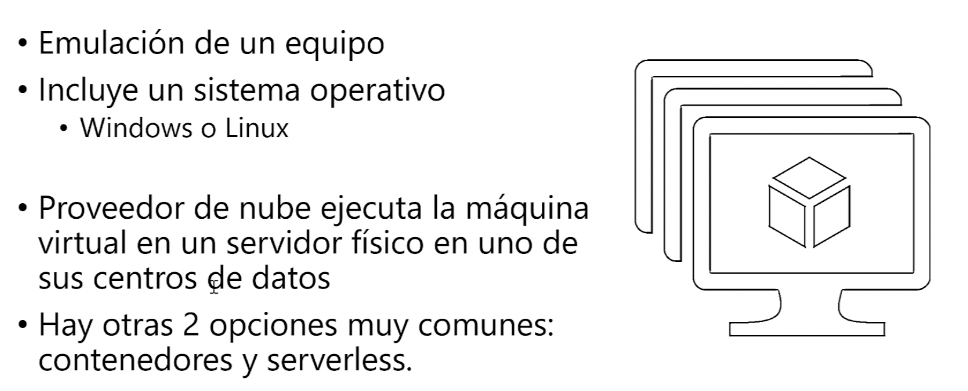 • Emulación de un equipo
• Incluye un sistema operativo
• Windows o Linux
• Proveedor de nube ejecuta la máquina
virtual en un servidor físico en uno de
sus centros de datos
• Hay otras 2 opciones muy comunes:
contenedores y serverless.